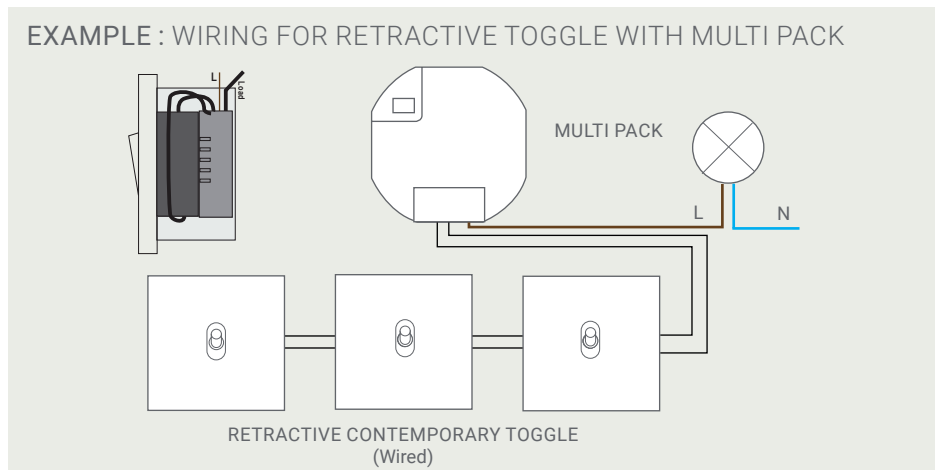 EXAMPLE : WIRING FOR RETRACTIVE TOGGLE WITH MULTI PACK
L
Load
MULTI PACK
L
N
RETRACTIVE CONTEMPORARY TOGGLE
(Wired)